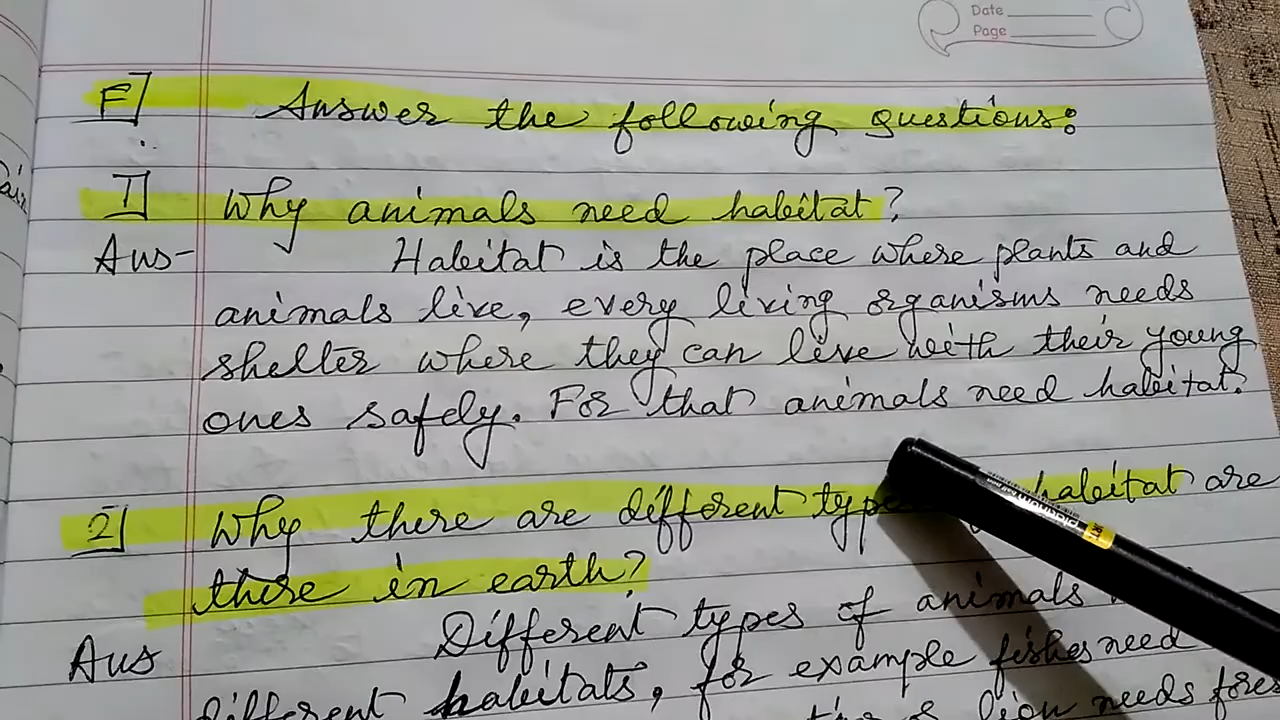 Date
Page
F] Answer the following questions:
1] Why animals need habitat?
Ans- Habitat is the place where plants and
animals live, every living organisms needs
shelter where they can live with their young
ones safely. For that animals need habitat.
2] Why there are different type habitat are
there in earth?
Ans Different types of animals
different habitats, for example fishes need
lion needs